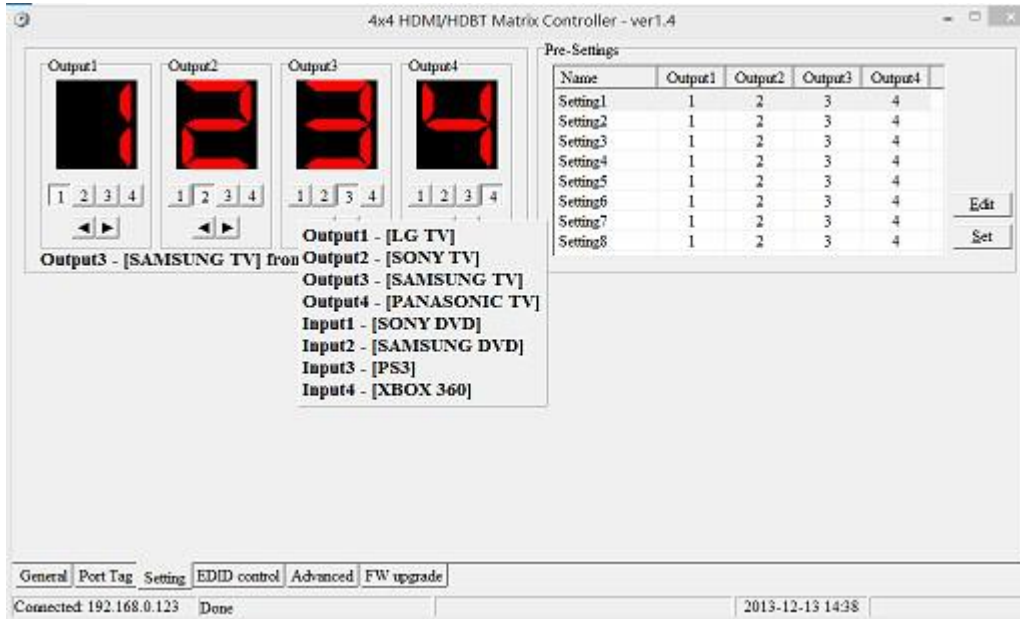 4x4 HDMI/HDBT Matrix Controller - ver1.4
Output1 Output2 Output3 Output4
1 2 3 4
1 2 3 4 1 2 3 4 1 2 3 4 1 2 3 4
Output3 - [SAMSUNG TV] from
Output1 - [LG TV]
Output2 - [SONY TV]
Output3 - [SAMSUNG TV]
Output4 - [PANASONIC TV]
Input1 - [SONY DVD]
Input2 - [SAMSUNG DVD]
Input3 - [PS3]
Input4 - [XBOX 360]
Pre-Settings
Name Output1 Output2 Output3 Output4
Setting1 1 2 3 4
Setting2 1 2 3 4
Setting3 1 2 3 4
Setting4 1 2 3 4
Setting5 1 2 3 4
Setting6 1 2 3 4
Setting7 1 2 3 4
Setting8 1 2 3 4
Edit
Set
General Port Tag Setting EDID control Advanced FW upgrade
Connected: 192.168.0.123 Done 2013-12-13 14:38